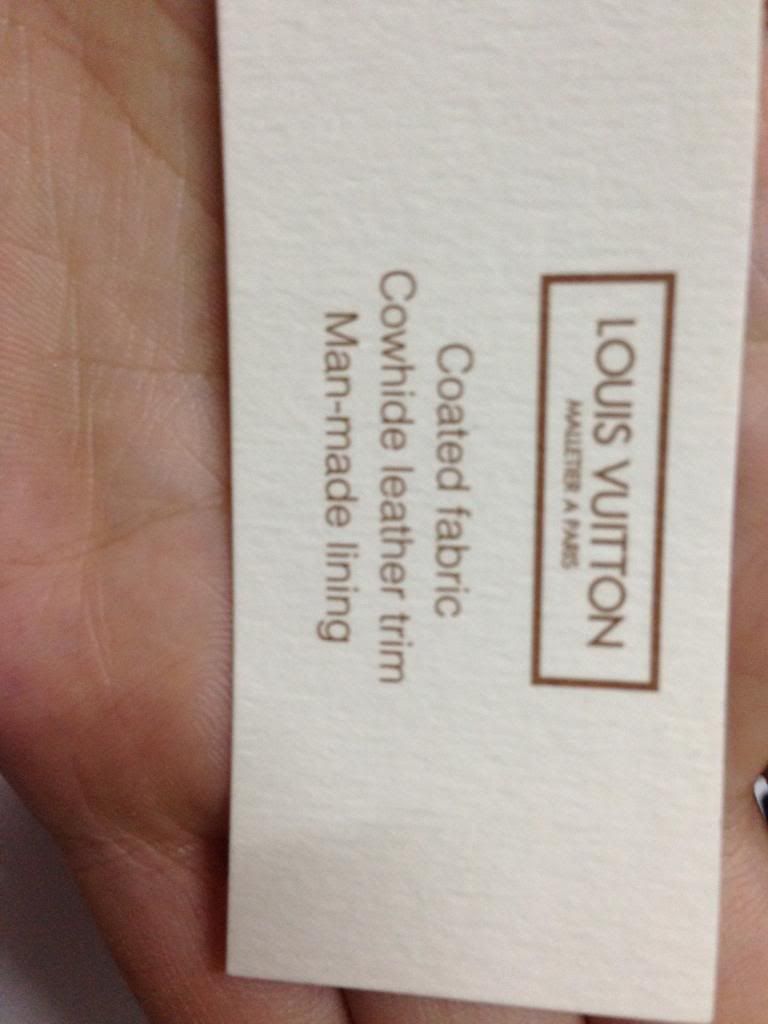 LOUIS VUITTON
MALLETIER A PARIS
Coated fabric
Cowhide leather trim
Man-made lining